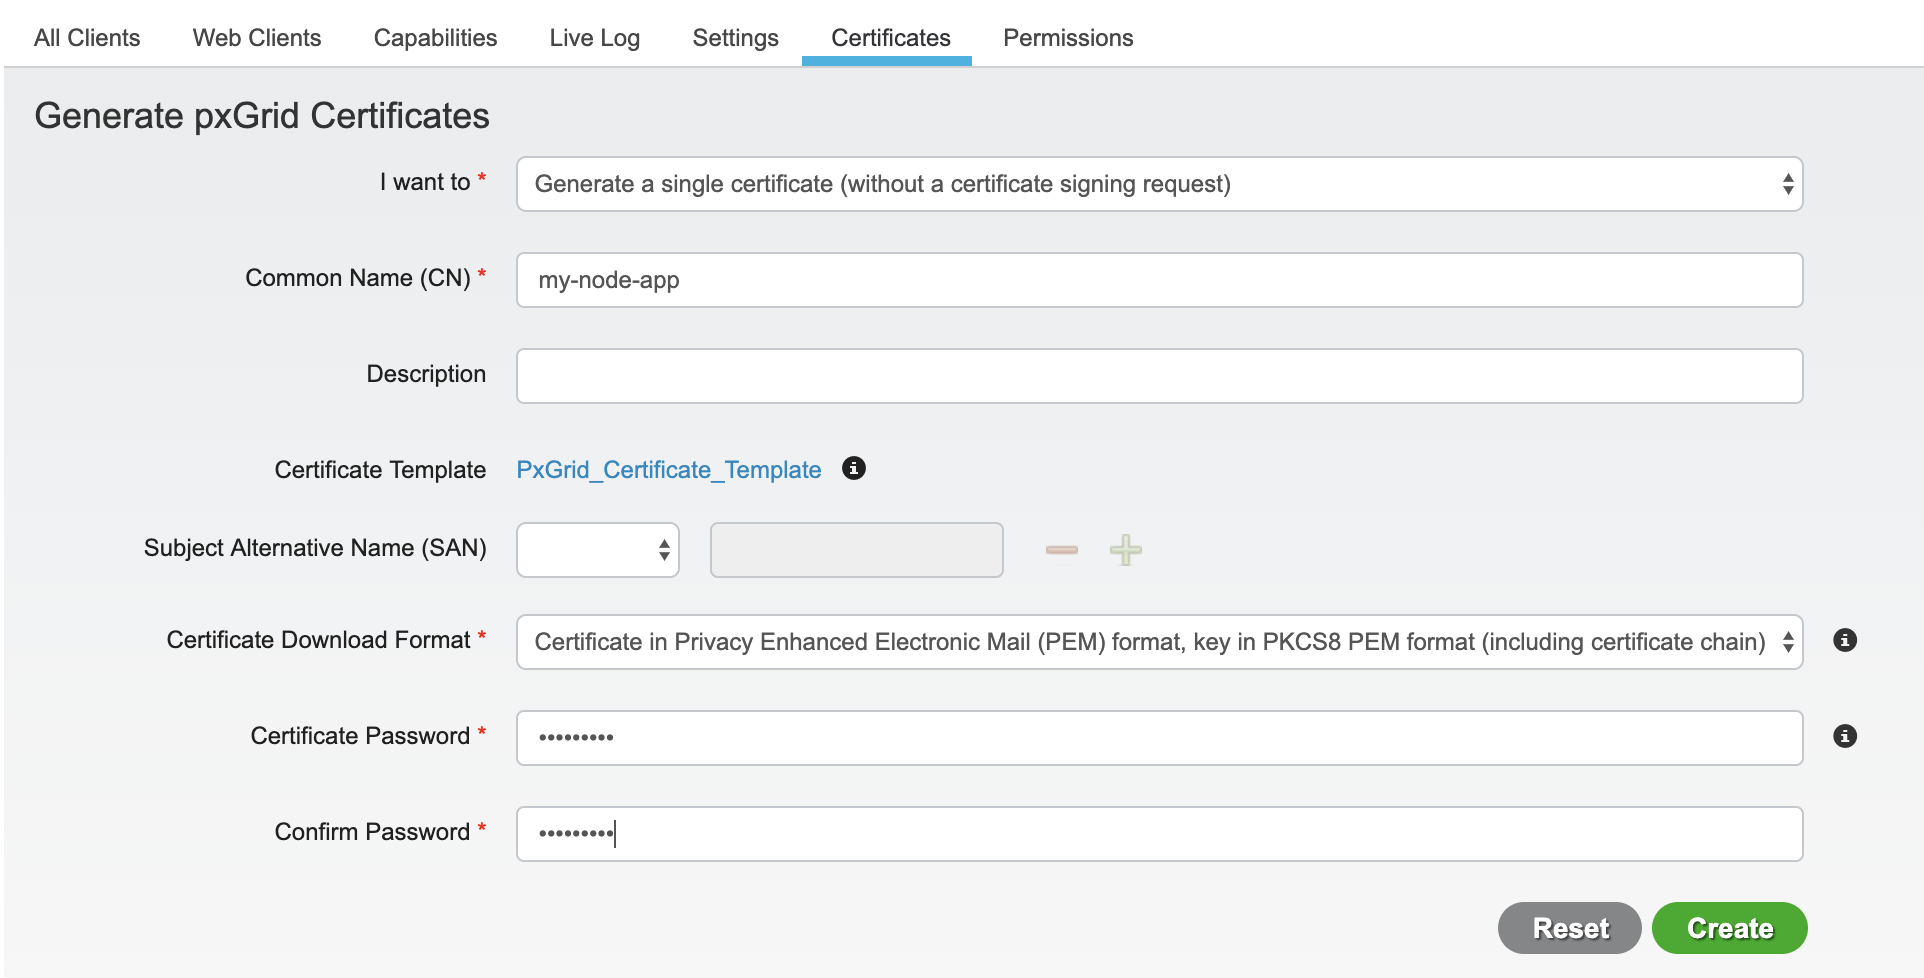 All Clients Web Clients Capabilities Live Log Settings Certificates Permissions
Generate pxGrid Certificates
I want to * Generate a single certificate (without a certificate signing request)
Common Name (CN) * my-node-app
Description
Certificate Template PxGrid_Certificate_Template
Subject Alternative Name (SAN)
Certificate Download Format * Certificate in Privacy Enhanced Electronic Mail (PEM) format, key in PKCS8 PEM format (including certificate chain)
Certificate Password * •••••••••
Confirm Password * •••••••••
Reset Create